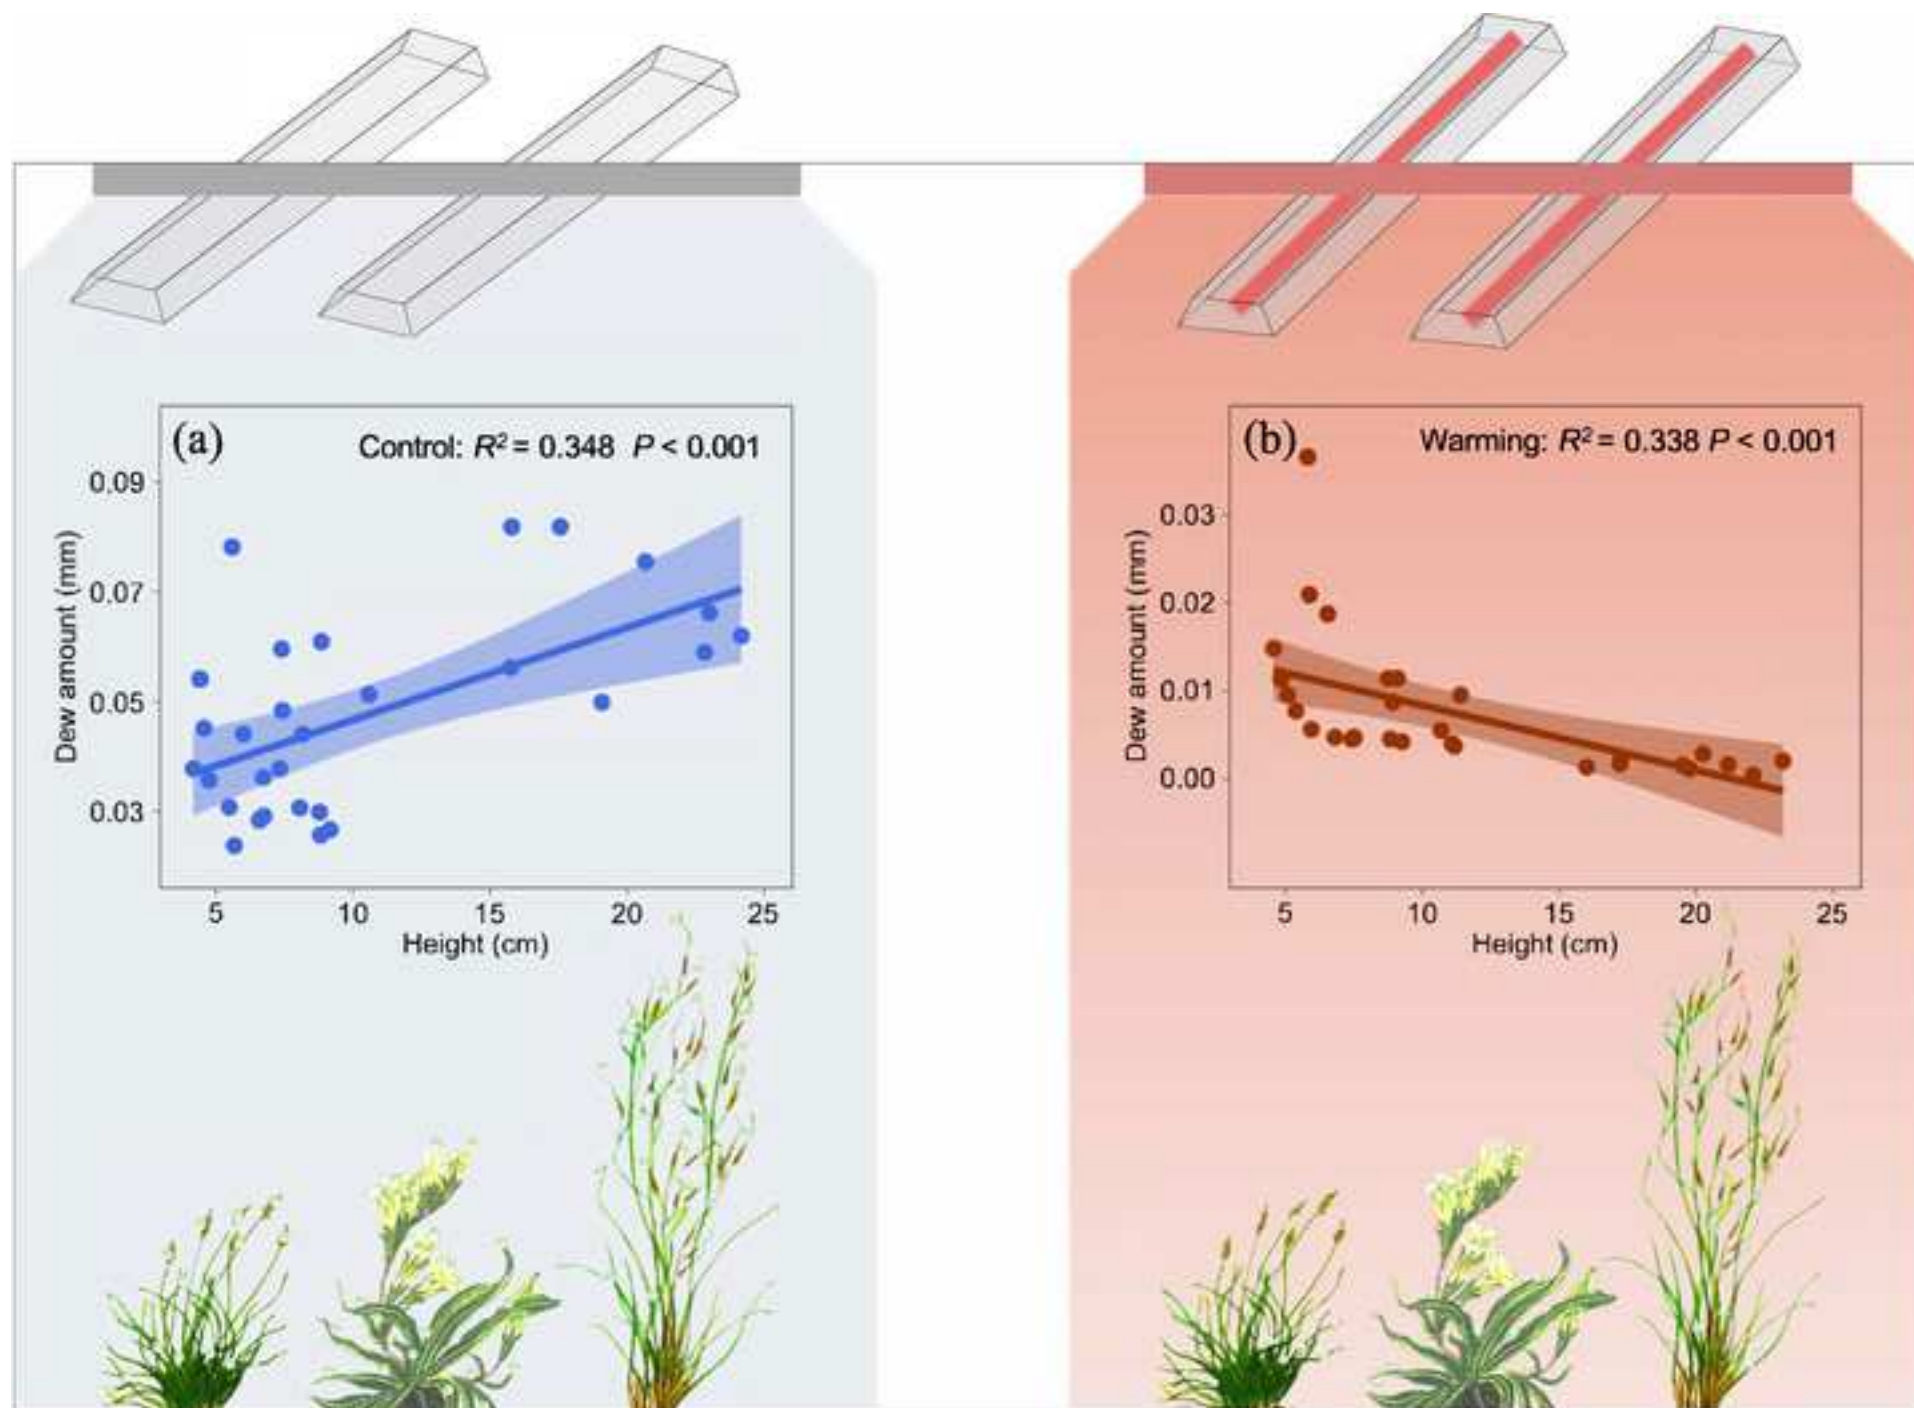 (a)
Control: R² = 0.348 P < 0.001
0.09
0.07
0.05
0.03
Dew amount (mm)
5 10 15 20 25
Height (cm)
(b)
Warming: R² = 0.338 P < 0.001
0.03
0.02
0.01
0.00
Dew amount (mm)
5 10 15 20 25
Height (cm)